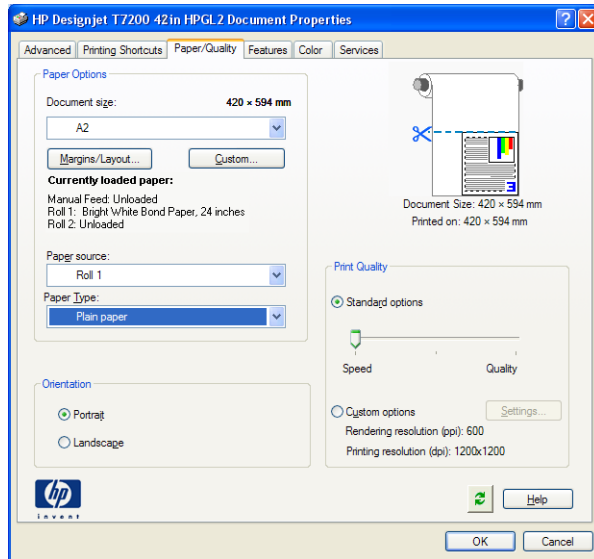 HP Designjet T7200 42in HPGL2 Document Properties
Advanced Printing Shortcuts Paper/Quality Features Color Services
Paper Options
Document size: 420 × 594 mm
A2
Margins/Layout... Custom...
Currently loaded paper:
Manual Feed: Unloaded
Roll 1: Bright White Bond Paper, 24 inches
Roll 2: Unloaded
Paper source:
Roll 1
Paper Type:
Plain paper
Orientation
Portrait
Landscape
3
Document Size: 420 × 594 mm
Printed on: 420 × 594 mm
Print Quality
Standard options
Speed Quality
Custom options Settings...
Rendering resolution (ppi): 600
Printing resolution (dpi): 1200x1200
hp
invent
Help
OK Cancel